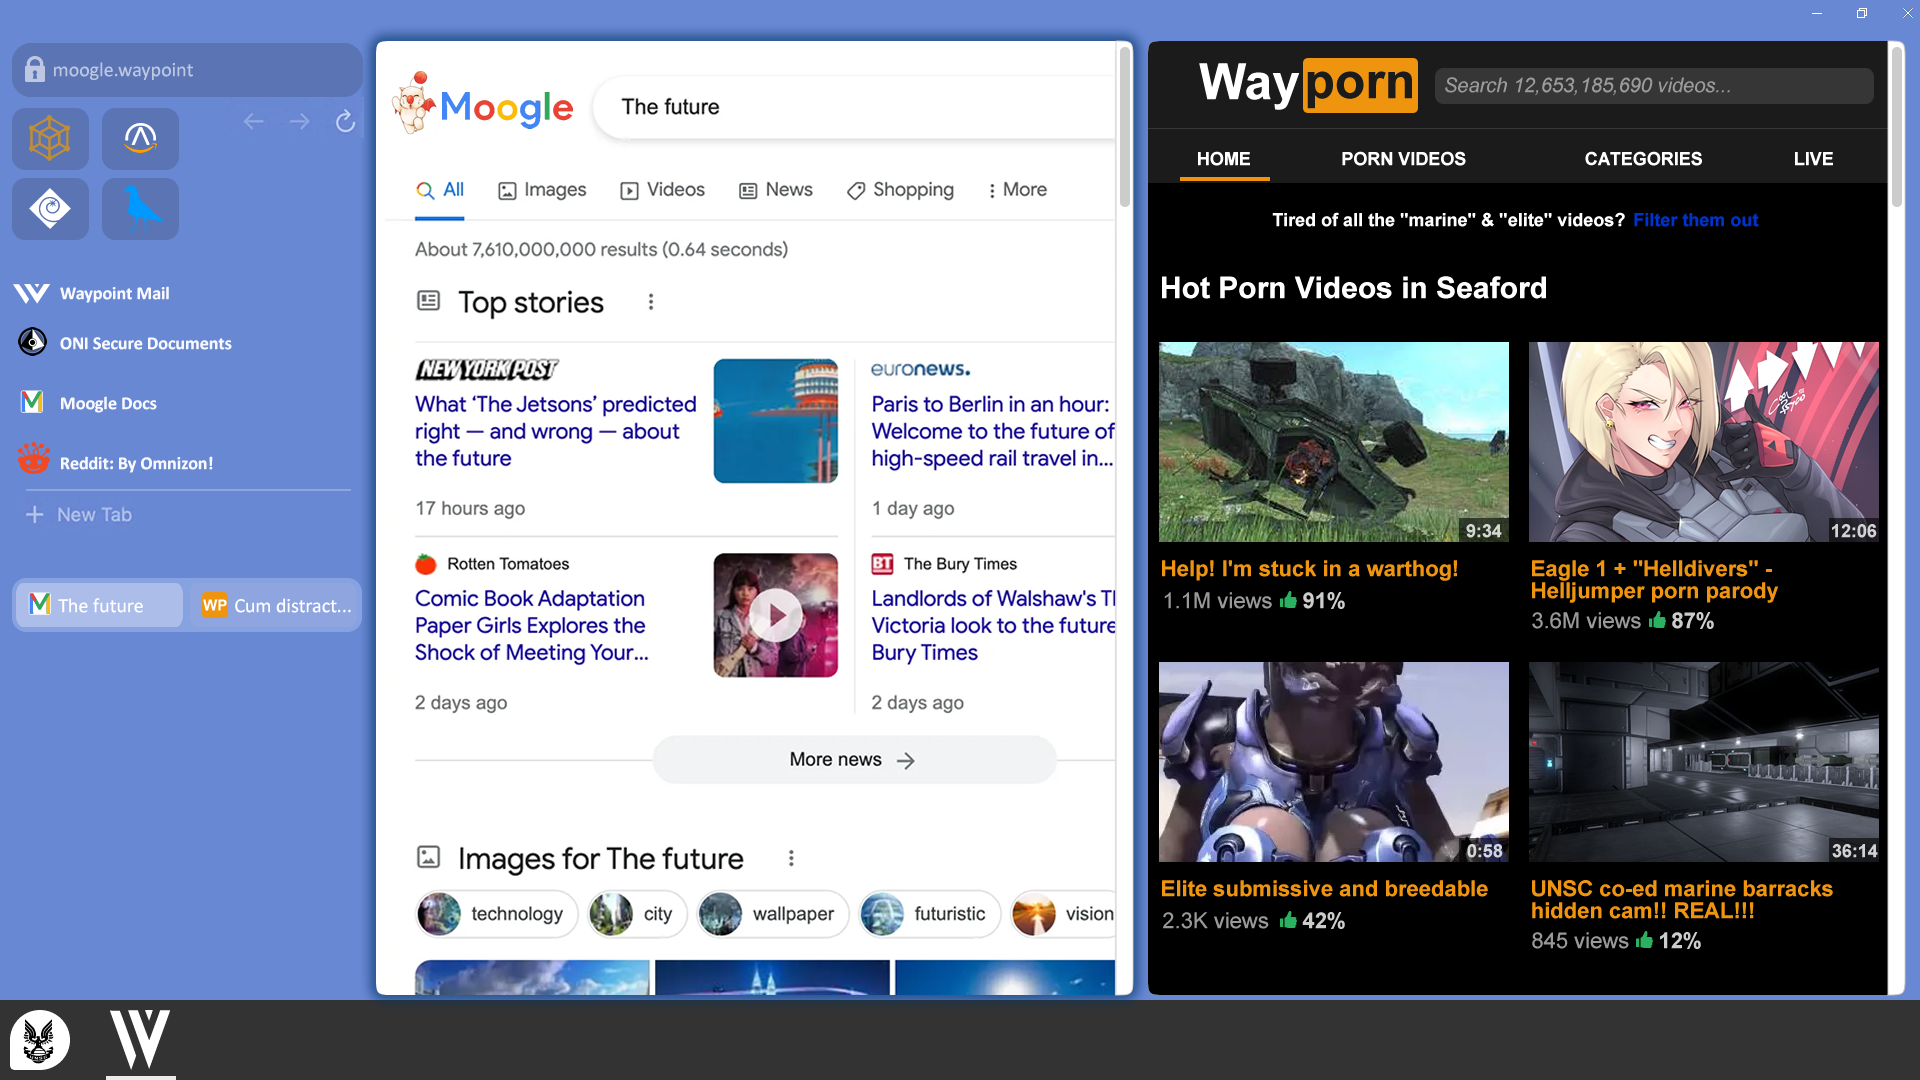 moogle.waypoint
Waypoint Mail
ONI Secure Documents
Moogle Docs
Reddit: By Omnizon!
+ New Tab
The future
WP Cum distract...
Moogle
The future
All
Images
Videos
News
Shopping
More
About 7,610,000,000 results (0.64 seconds)
Top stories
NEW YORK POST
What ‘The Jetsons’ predicted
right — and wrong — about
the future
17 hours ago
euronews.
Paris to Berlin in an hour:
Welcome to the future of
high-speed rail travel in...
1 day ago
Rotten Tomatoes
Comic Book Adaptation
Paper Girls Explores the
Shock of Meeting Your...
2 days ago
BT The Bury Times
Landlords of Walshaw's Th
Victoria look to the future
Bury Times
2 days ago
More news →
Images for The future
technology
city
wallpaper
futuristic
vision
Wayporn
Search 12,653,185,690 videos...
HOME
PORN VIDEOS
CATEGORIES
LIVE
Tired of all the "marine" & "elite" videos? Filter them out
Hot Porn Videos in Seaford
9:34
Help! I'm stuck in a warthog!
1.1M views 91%
12:06
Eagle 1 + "Helldivers" -
Helljumper porn parody
3.6M views 87%
0:58
Elite submissive and breedable
2.3K views 42%
36:14
UNSC co-ed marine barracks
hidden cam!! REAL!!!
845 views 12%